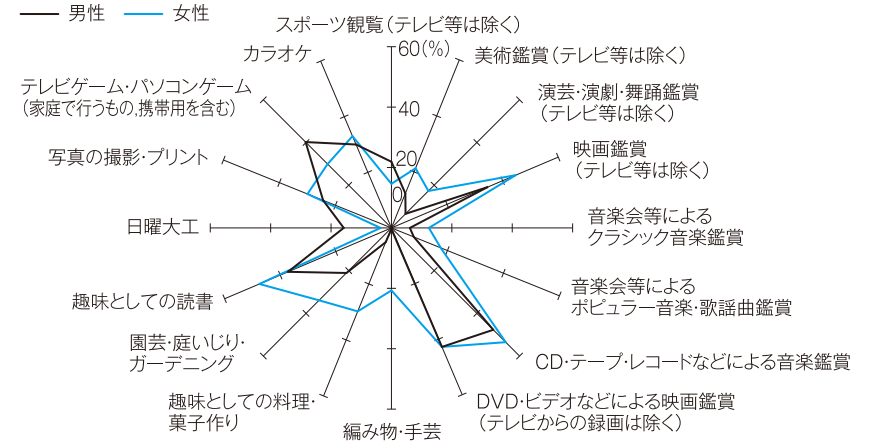 男性 女性
スポーツ観覧(テレビ等は除く)
60(%)
40
20
0
美術鑑賞(テレビ等は除く)
演芸・演劇・舞踊鑑賞
(テレビ等は除く)
映画鑑賞
(テレビ等は除く)
音楽会等による
クラシック音楽鑑賞
音楽会等による
ポピュラー音楽・歌謡曲鑑賞
CD・テープ・レコードなどによる音楽鑑賞
DVD・ビデオなどによる映画鑑賞
(テレビからの録画は除く)
編み物・手芸
趣味としての料理・
菓子作り
園芸・庭いじり・
ガーデニング
趣味としての読書
日曜大工
写真の撮影・プリント
テレビゲーム・パソコンゲーム
(家庭で行うもの,携帯用を含む)
カラオケ